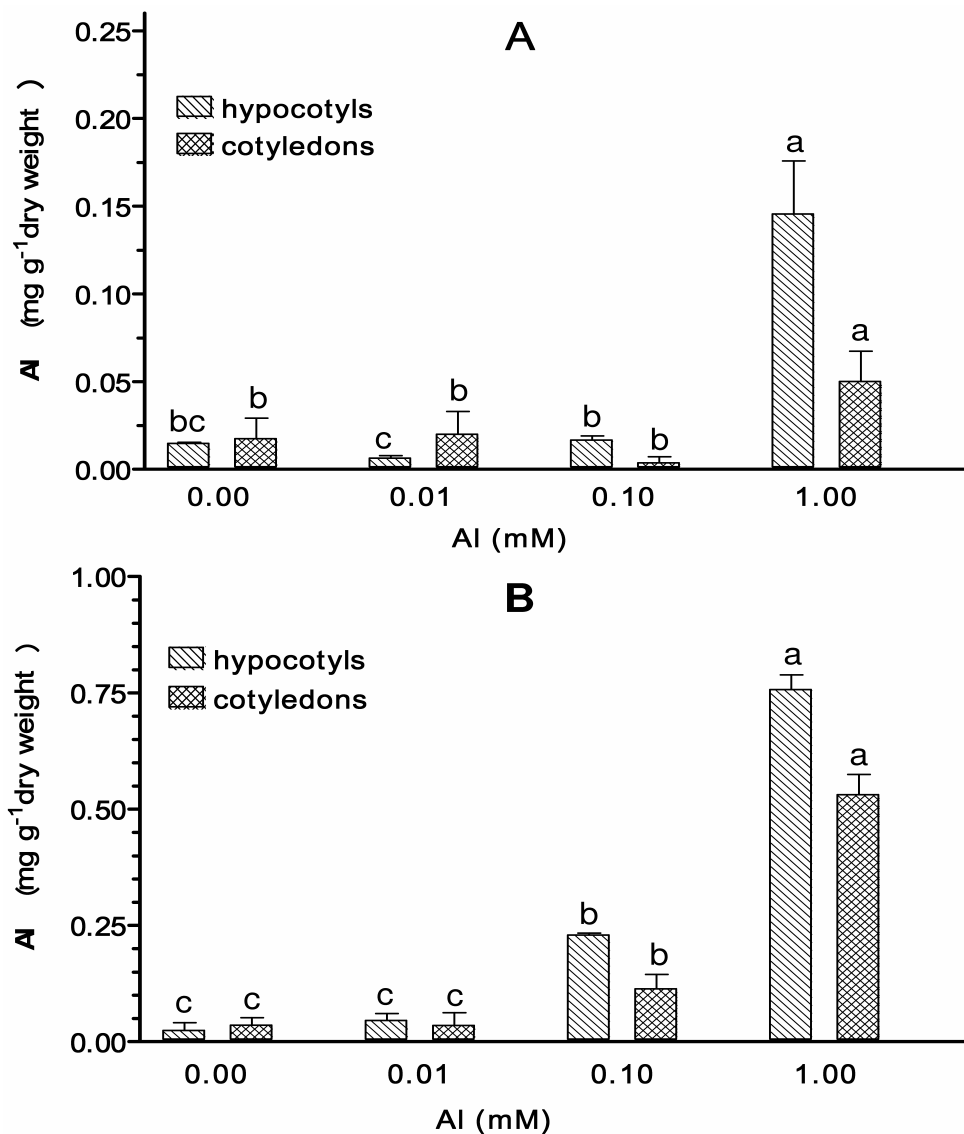 A
0.25
0.20
0.15
0.10
0.05
0.00
Al (mg g-1dry weight )
hypocotyls
cotyledons
bc b c b b b a a
0.00 0.01 0.10 1.00
Al (mM)
B
1.00
0.75
0.50
0.25
0.00
Al (mg g-1dry weight )
hypocotyls
cotyledons
c c c c b b a a
0.00 0.01 0.10 1.00
Al (mM)